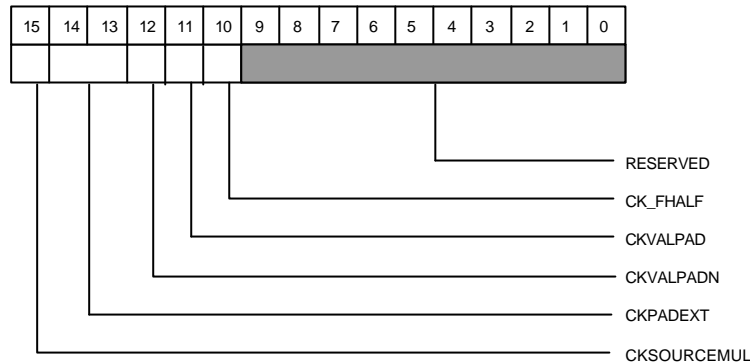 15 14 13 12 11 10 9 8 7 6 5 4 3 2 1 0
RESERVED
CK_FHALF
CKVALPAD
CKVALPADN
CKPADEXT
CKSOURCEMUL